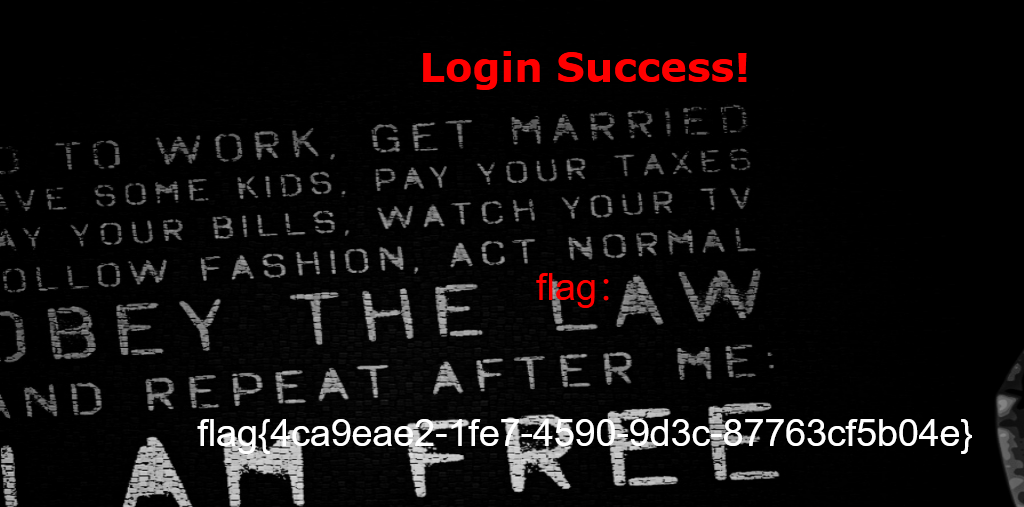 Login Success!
TO WORK, GET MARRIED
AVE SOME KIDS, PAY YOUR TAXES
AY YOUR BILLS, WATCH YOUR TV
OLLOW FASHION, ACT NORMAL
flag:
OBEY THE LAW
AND REPEAT AFTER ME:
flag{4ca9eae2-1fe7-4590-9d3c-87763cf5b04e}
I AM FREE